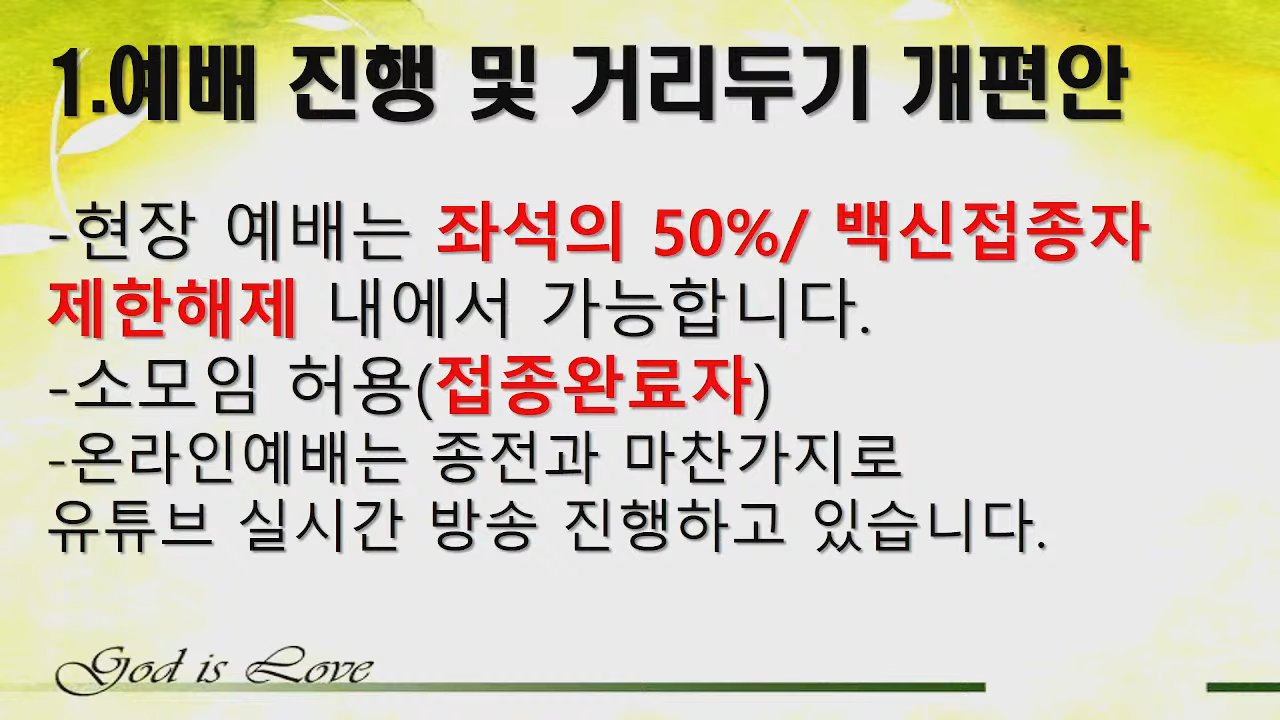 1.예배 진행 및 거리두기 개편안
-현장 예배는 좌석의 50%/ 백신접종자
제한해제 내에서 가능합니다.
-소모임 허용(접종완료자)
-온라인예배는 종전과 마찬가지로
유튜브 실시간 방송 진행하고 있습니다.
God is Love